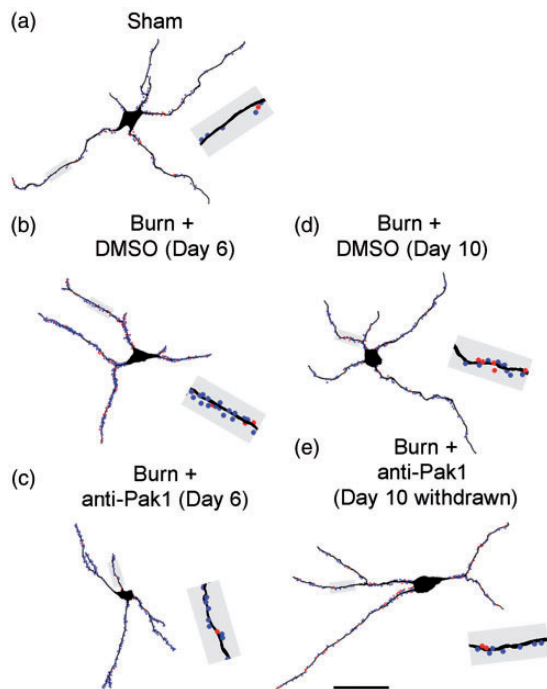 (a)
Sham
(b)
Burn +
DMSO (Day 6)
(d)
Burn +
DMSO (Day 10)
(c)
Burn +
anti-Pak1 (Day 6)
(e)
Burn +
anti-Pak1
(Day 10 withdrawn)